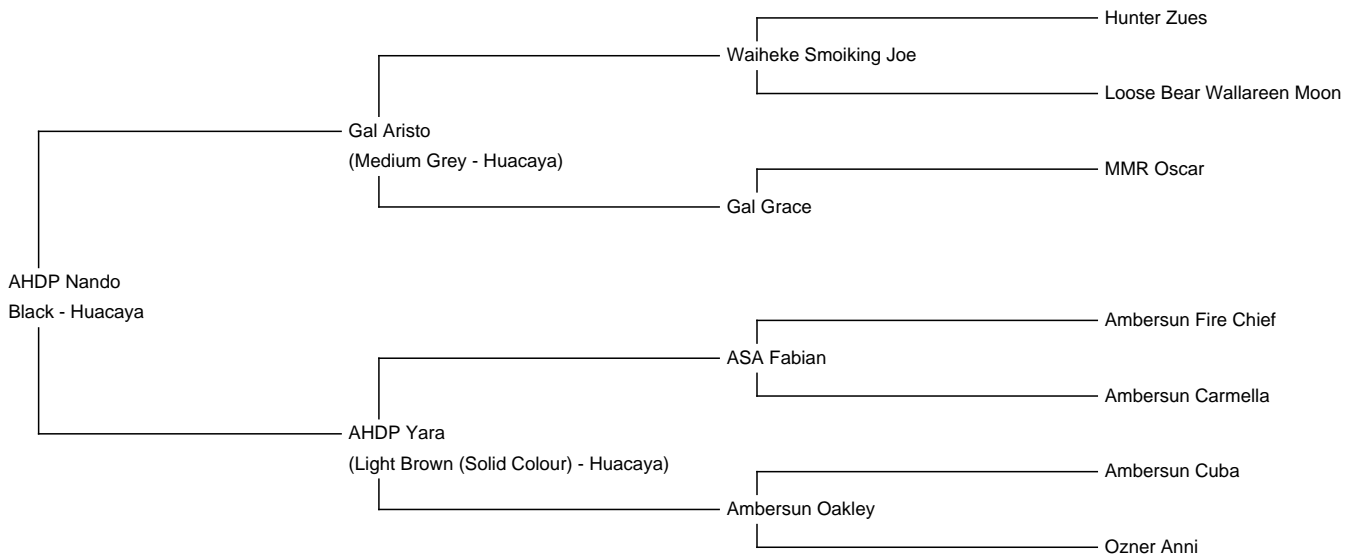 Hunter Zues
Waiheke Smoiking Joe
Loose Bear Wallareen Moon
Gal Aristo
(Medium Grey - Huacaya)
MMR Oscar
Gal Grace
AHDP Nando
Black - Huacaya
Ambersun Fire Chief
ASA Fabian
Ambersun Carmella
AHDP Yara
(Light Brown (Solid Colour) - Huacaya)
Ambersun Cuba
Ambersun Oakley
Ozner Anni